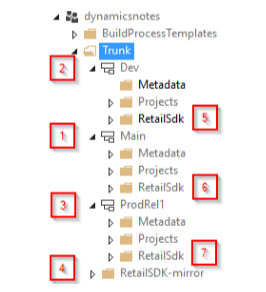 dynamicsnotes
BuildProcessTemplates
Trunk
2 Dev
Metadata
Projects
RetailSdk 5
1 Main
Metadata
Projects
RetailSdk 6
3 ProdRel1
Metadata
Projects
RetailSdk 7
4 RetailSDK-mirror